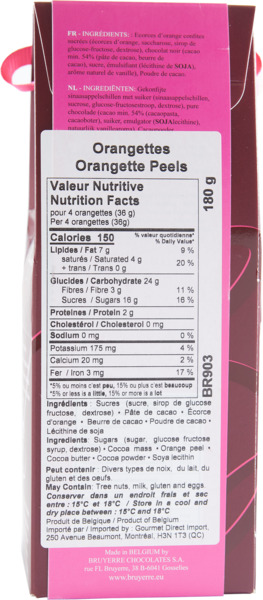 FR - INGRÉDIENTS: Ecorces d'orange confites
sucrées (écorces d'orange, saccharose, sirop de
glucose-fructose, dextrose), chocolat noir (cacao
min. 54% (pâte de cacao, beurre de
cacao), sucre, émulsifiant (lécithine de SOJA),
arôme naturel de vanille), Poudre de cacao.
NL - INGREDIËNTEN: Gekonfijte
sinaasappelschillen met suiker (sinaasappelschillen,
sucrose, glucose-fructosestroop, dextrose), pure
chocolade (cacao min. 54% (cacaopasta,
cacaoboter), suiker, emulgator (SOJAlecithine),
natuurlijk vanillearoma), Cacaopoeder
Orangettes
Orangette Peels
180 g
Valeur Nutritive
Nutrition Facts
pour 4 orangettes (36 g)
Per 4 orangettes (36g)
Calories 150
% valeur quotidienne*
% Daily Value*
Lipides / Fat 7 g 9 %
saturés / Saturated 4 g
+ trans / Trans 0 g 20 %
Glucides / Carbohydrate 24 g
Fibres / Fibre 3 g 11 %
Sucres / Sugars 16 g 16 %
Proteines / Protein 2 g
Cholestérol / Cholesterol 0 mg
Sodium 0 mg 0 %
Potassium 175 mg 4 %
Calcium 20 mg 2 %
Fer / Iron 3 mg 17 %
*5% ou moins c'est peu, 15% ou plus c'est beausoup
*5% or less is a little, 15% or more is a lot
BR903
Ingrédients : Sucres (sucre, sirop de glucose
fructose, dextrose) • Pâte de cacao • Écorce
d'orange • Beurre de cacao • Poudre de cacao •
Lécithine de soja
Ingredients: Sugars (sugar, glucose fructose
syrup, dextrose) • Cocoa mass • Orange peel •
Cocoa butter • Cocoa powder • Soya lecithin
Peut contenir : Divers types de noix, du lait, du
gluten et des oeufs.
May Contain: Tree nuts, milk, gluten and eggs.
Conserver dans un endroit frais et sec
entre : 15°C et 18°C / Store in a cool and
dry place between : 15°C and 18°C
Produit de Belgique / Product of Belgium
Importé par / Imported by : Gourmet Direct Import,
250 Avenue Beaumont, Montréal, H3N 1T3 (QC)
Made in BELGIUM by
BRUYERRE CHOCOLATES S.A.
rue Fl. Bruyère, 38 B-6041 Gosselies
www.bruyerre.eu